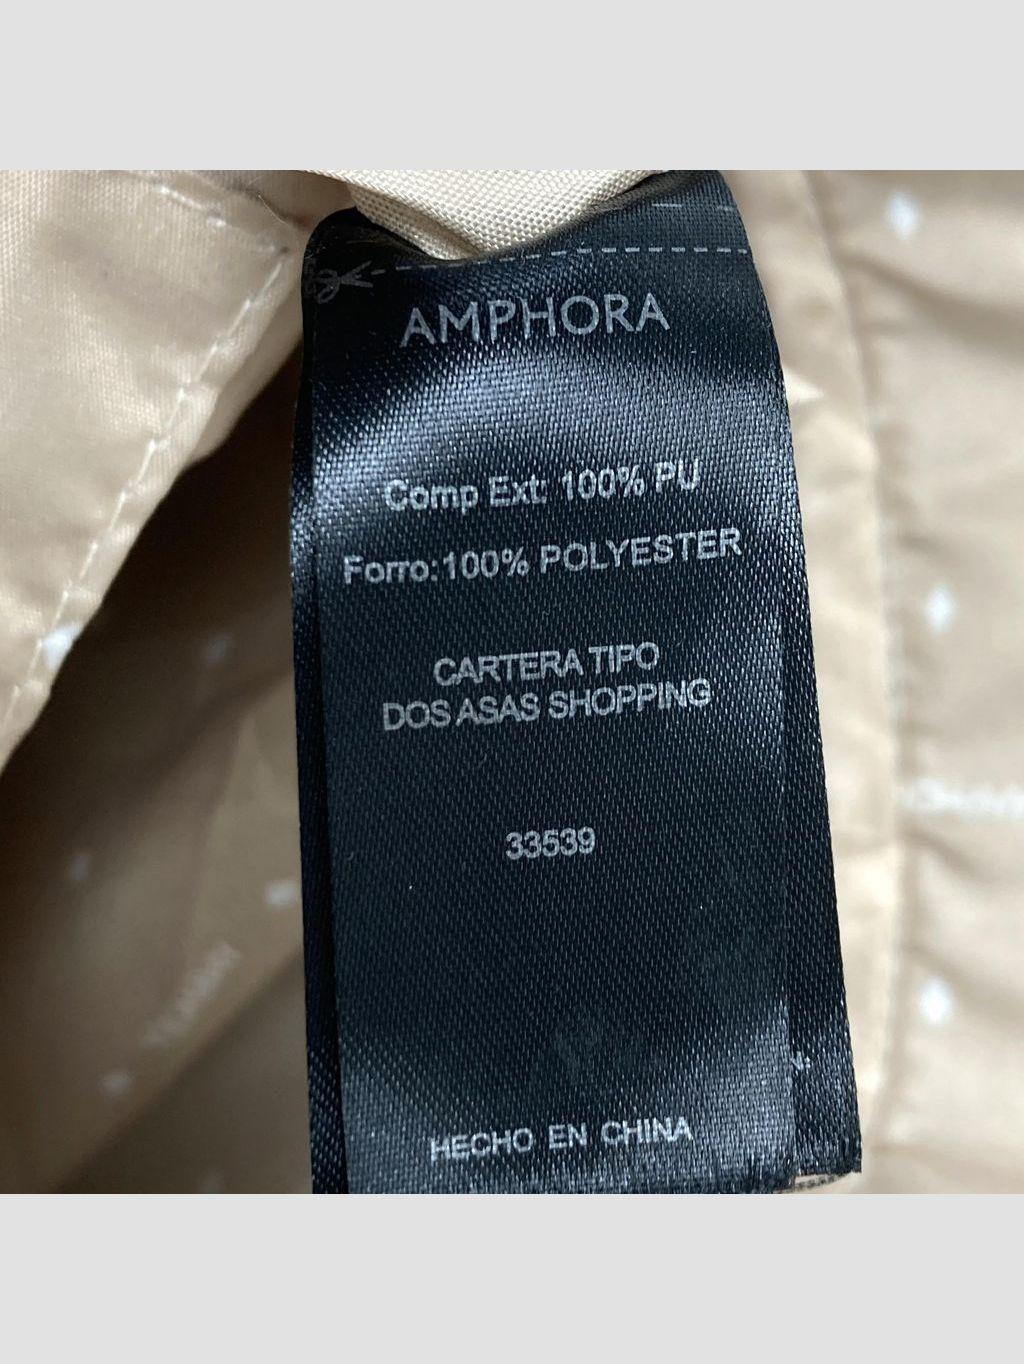 AMPHORA
Comp Ext: 100% PU
Forro:100% POLYESTER
CARTERA TIPO
DOS ASAS SHOPPING
33539
HECHO EN CHINA